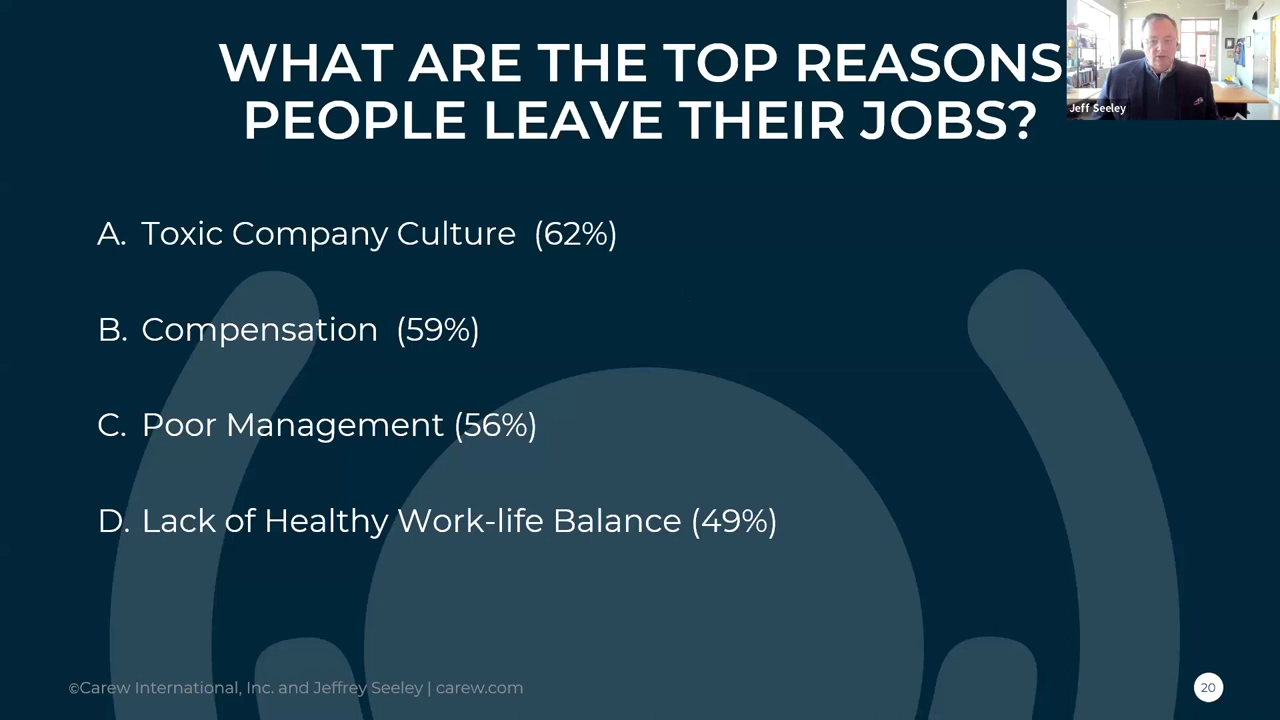 WHAT ARE THE TOP REASONS
PEOPLE LEAVE THEIR JOBS?
Jeff Seeley
A. Toxic Company Culture (62%)
B. Compensation (59%)
C. Poor Management (56%)
D. Lack of Healthy Work-life Balance (49%)
©Carew International, Inc. and Jeffrey Seeley | carew.com
20